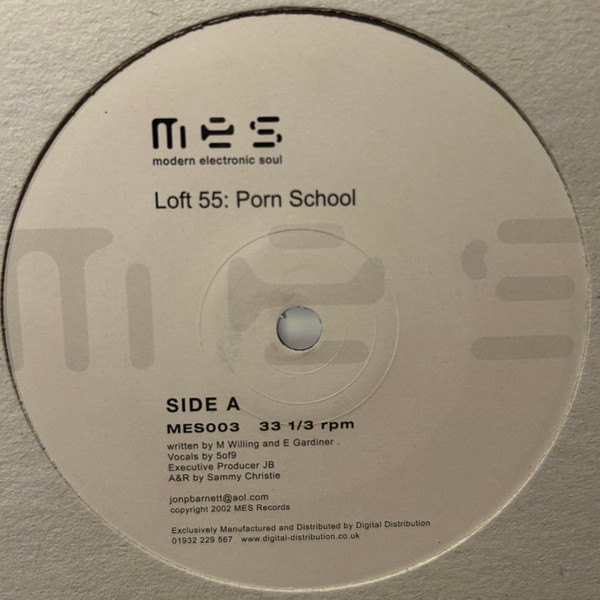 mes
modern electronic soul
Loft 55: Porn School
mes
SIDE A
MES003 33 1/3 rpm
written by M Willing and E Gardiner .
Vocals by 5of9
Executive Producer JB
A&R by Sammy Christie
jonpbarnett@aol.com
copyright 2002 MES Records
Exclusively Manufactured and Distributed by Digital Distribution
01932 229 567 www.digital-distribution.co.uk